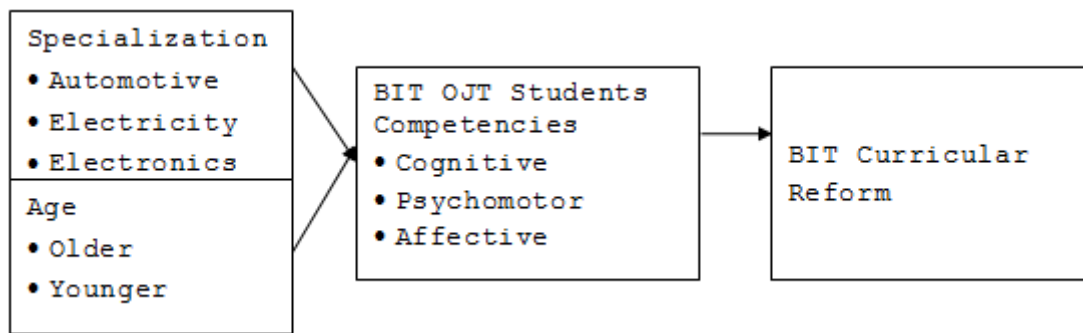 Specialization
• Automotive
• Electricity
• Electronics
Age
• Older
• Younger
BIT OJT Students
Competencies
• Cognitive
• Psychomotor
• Affective
BIT Curricular
Reform